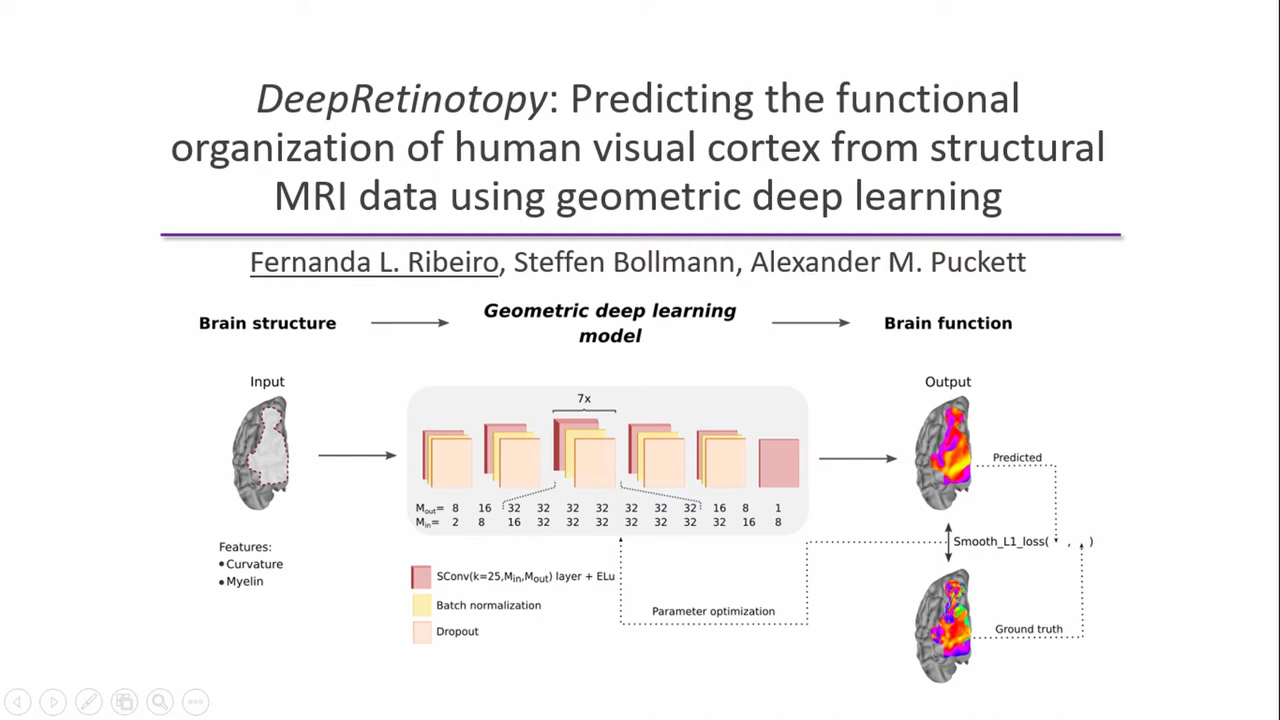 DeepRetinotopy: Predicting the functional
organization of human visual cortex from structural
MRI data using geometric deep learning
Fernanda L. Ribeiro, Steffen Bollmann, Alexander M. Puckett
Brain structure
Geometric deep learning
model
Brain function
Input
Output
7x
Predicted
Mout= 8 16 32 32 32 32 32 32 32 16 8 1
Min= 2 8 16 32 32 32 32 32 32 32 16 8
Smooth_L1_loss( , , )
Features:
• Curvature
• Myelin
SConv(k=25,Min,Mout) layer + ELu
Batch normalization
Dropout
Parameter optimization
Ground truth